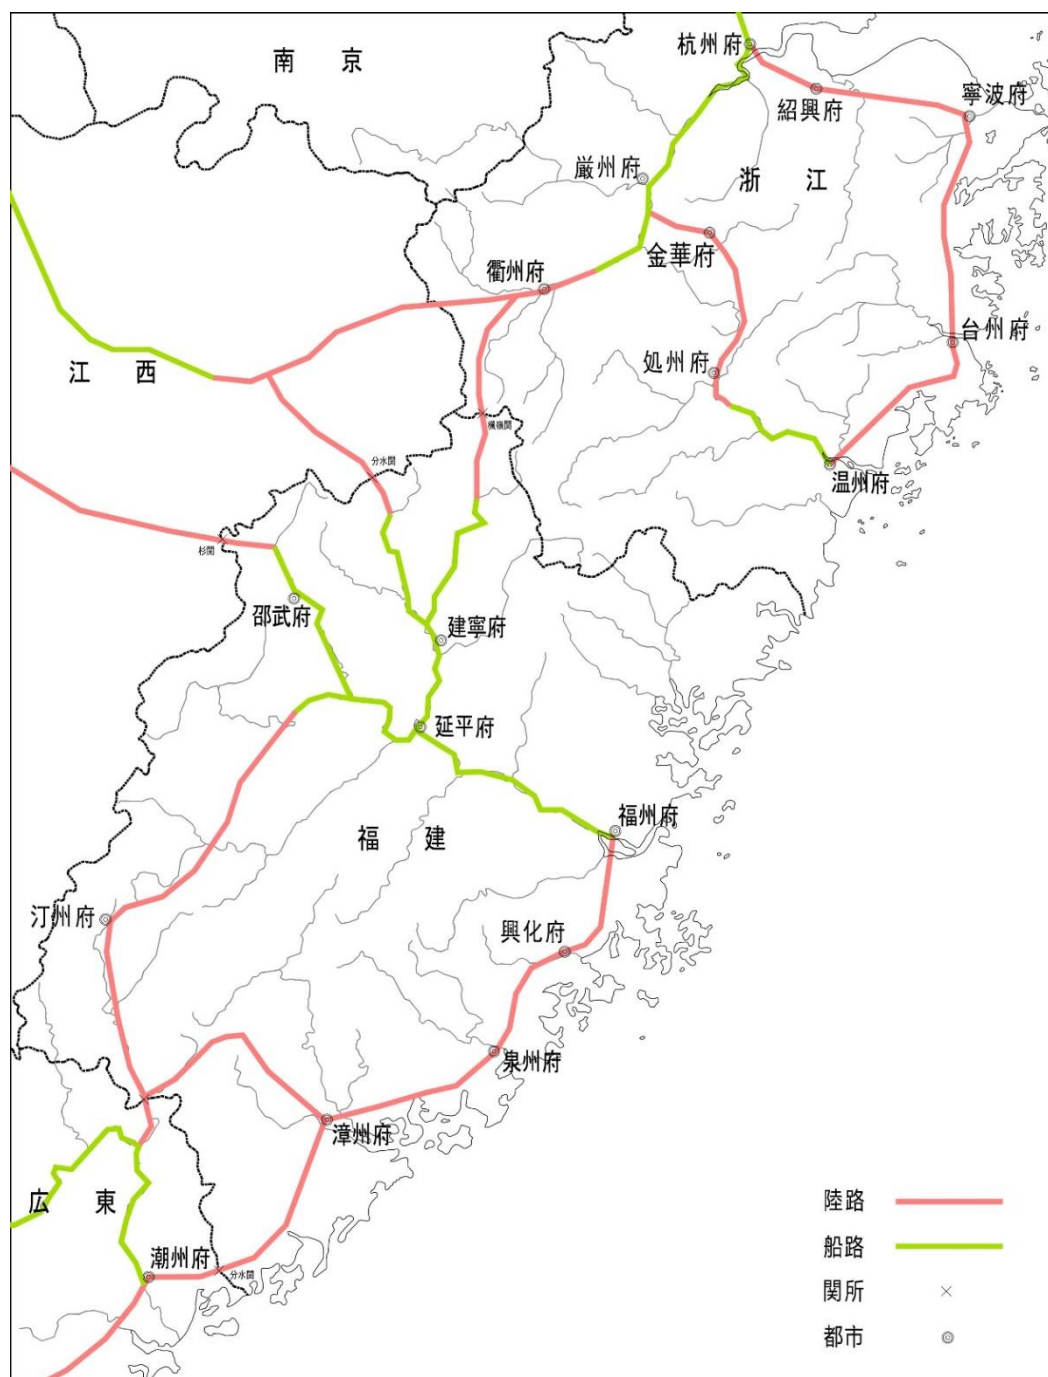 南 京
杭州府
紹興府
寧波府
厳州府
浙 江
金華府
衢州府
台州府
江 西
処州府
楓嶺関
分水関
温州府
杉関
邵武府
建寧府
延平府
福州府
福 建
汀州府
興化府
泉州府
漳州府
広 東
潮州府
分水関
陸路
船路
関所
都市